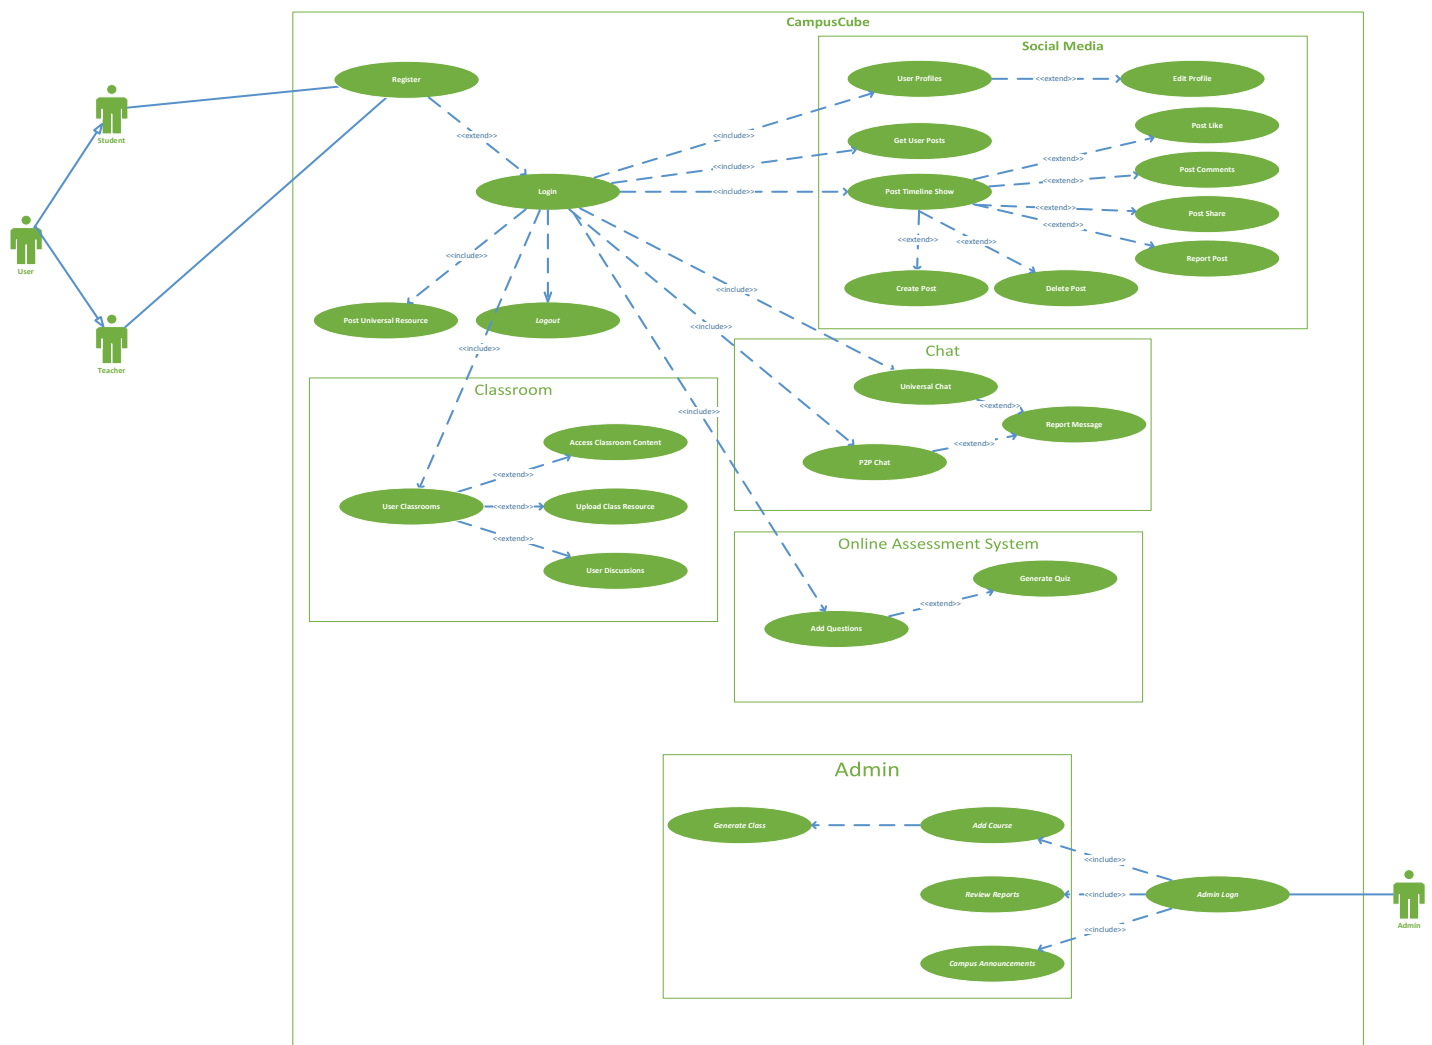 CampusCube
Social Media
Register
User Profiles
<<extend>>
Edit Profile
Student
<<extend>>
<<include>>
Get User Posts
Post Like
<<include>>
<<extend>>
Post Comments
Login
<<include>>
Post Timeline Show
<<extend>>
<<extend>>
Post Share
<<extend>>
<<extend>>
<<extend>>
Report Post
User
<<include>>
Create Post
Delete Post
<<include>>
Post Universal Resource
Logout
<<include>>
Teacher
<<include>>
Chat
Classroom
Universal Chat
<<extend>>
<<include>>
Report Message
Access Classroom Content
<<extend>>
P2P Chat
<<extend>>
User Classrooms
<<extend>>
Upload Class Resource
<<extend>>
User Discussions
Online Assessment System
Generate Quiz
<<extend>>
Add Questions
Admin
Generate Class
Add Course
<<include>>
Review Reports
<<include>>
Admin Logn
Admin
<<include>>
Campus Announcements